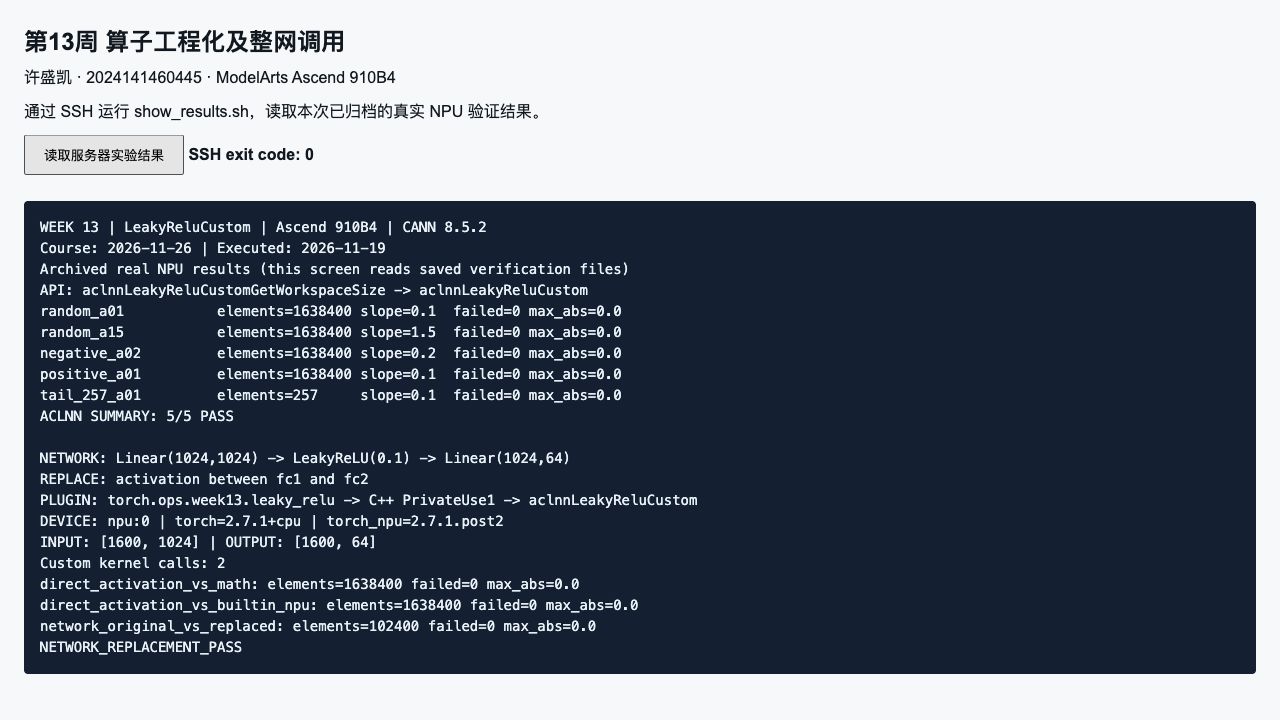 第13周 算子工程化及整网调用
许盛凯 · 2024141460445 · ModelArts Ascend 910B4
通过 SSH 运行 show_results.sh，读取本次已归档的真实 NPU 验证结果。
读取服务器实验结果 SSH exit code: 0
WEEK 13 | LeakyReluCustom | Ascend 910B4 | CANN 8.5.2
Course: 2026-11-26 | Executed: 2026-11-19
Archived real NPU results (this screen reads saved verification files)
API: aclnnLeakyReluCustomGetWorkspaceSize -> aclnnLeakyReluCustom
random_a01           elements=1638400 slope=0.1  failed=0 max_abs=0.0
random_a15           elements=1638400 slope=1.5  failed=0 max_abs=0.0
negative_a02         elements=1638400 slope=0.2  failed=0 max_abs=0.0
positive_a01         elements=1638400 slope=0.1  failed=0 max_abs=0.0
tail_257_a01         elements=257     slope=0.1  failed=0 max_abs=0.0
ACLNN SUMMARY: 5/5 PASS
NETWORK: Linear(1024,1024) -> LeakyReLU(0.1) -> Linear(1024,64)
REPLACE: activation between fc1 and fc2
PLUGIN: torch.ops.week13.leaky_relu -> C++ PrivateUse1 -> aclnnLeakyReluCustom
DEVICE: npu:0 | torch=2.7.1+cpu | torch_npu=2.7.1.post2
INPUT: [1600, 1024] | OUTPUT: [1600, 64]
Custom kernel calls: 2
direct_activation_vs_math: elements=1638400 failed=0 max_abs=0.0
direct_activation_vs_builtin_npu: elements=1638400 failed=0 max_abs=0.0
network_original_vs_replaced: elements=102400 failed=0 max_abs=0.0
NETWORK_REPLACEMENT_PASS